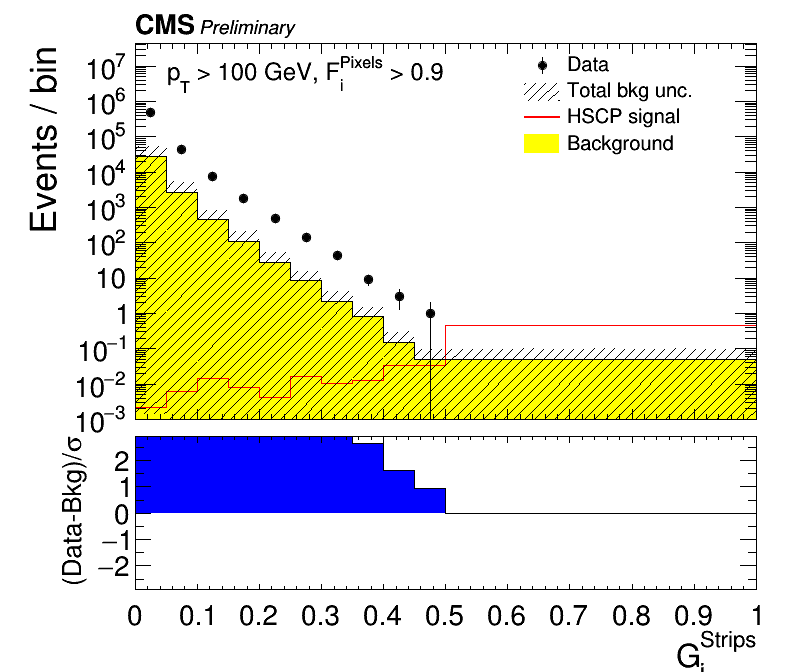 CMS Preliminary
p_T > 100 GeV, F_i^Pixels > 0.9
Data
Total bkg unc.
HSCP signal
Background
Events / bin
10^7
10^6
10^5
10^4
10^3
10^2
10
1
10^−1
10^−2
10^−3
(Data-Bkg)/σ
2
1
0
−1
−2
0 0.1 0.2 0.3 0.4 0.5 0.6 0.7 0.8 0.9 1
G_i^Strips